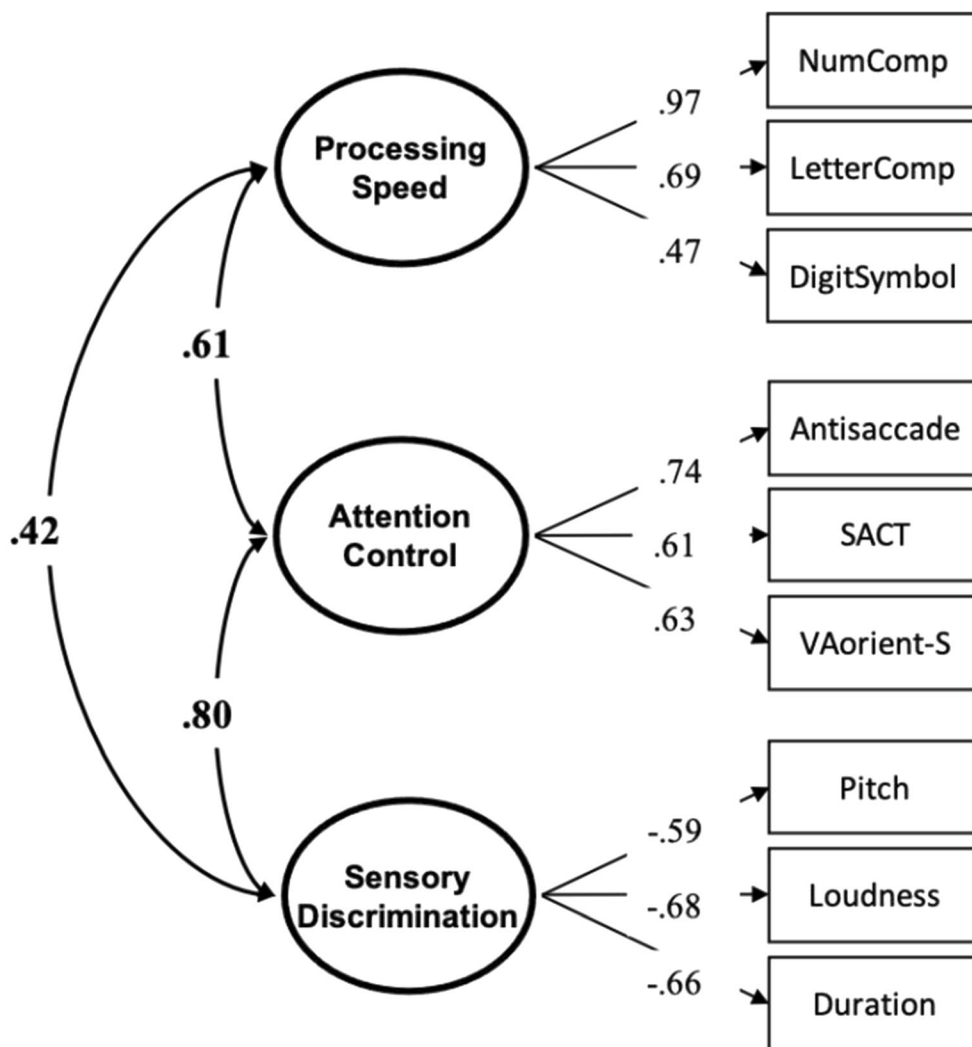 NumComp
.97
Processing
Speed
.69
LetterComp
.47
DigitSymbol
.61
Antisaccade
.74
Attention
Control
.61
SACT
.42
.63
VAorient-S
.80
Pitch
-.59
Sensory
Discrimination
-.68
Loudness
-.66
Duration